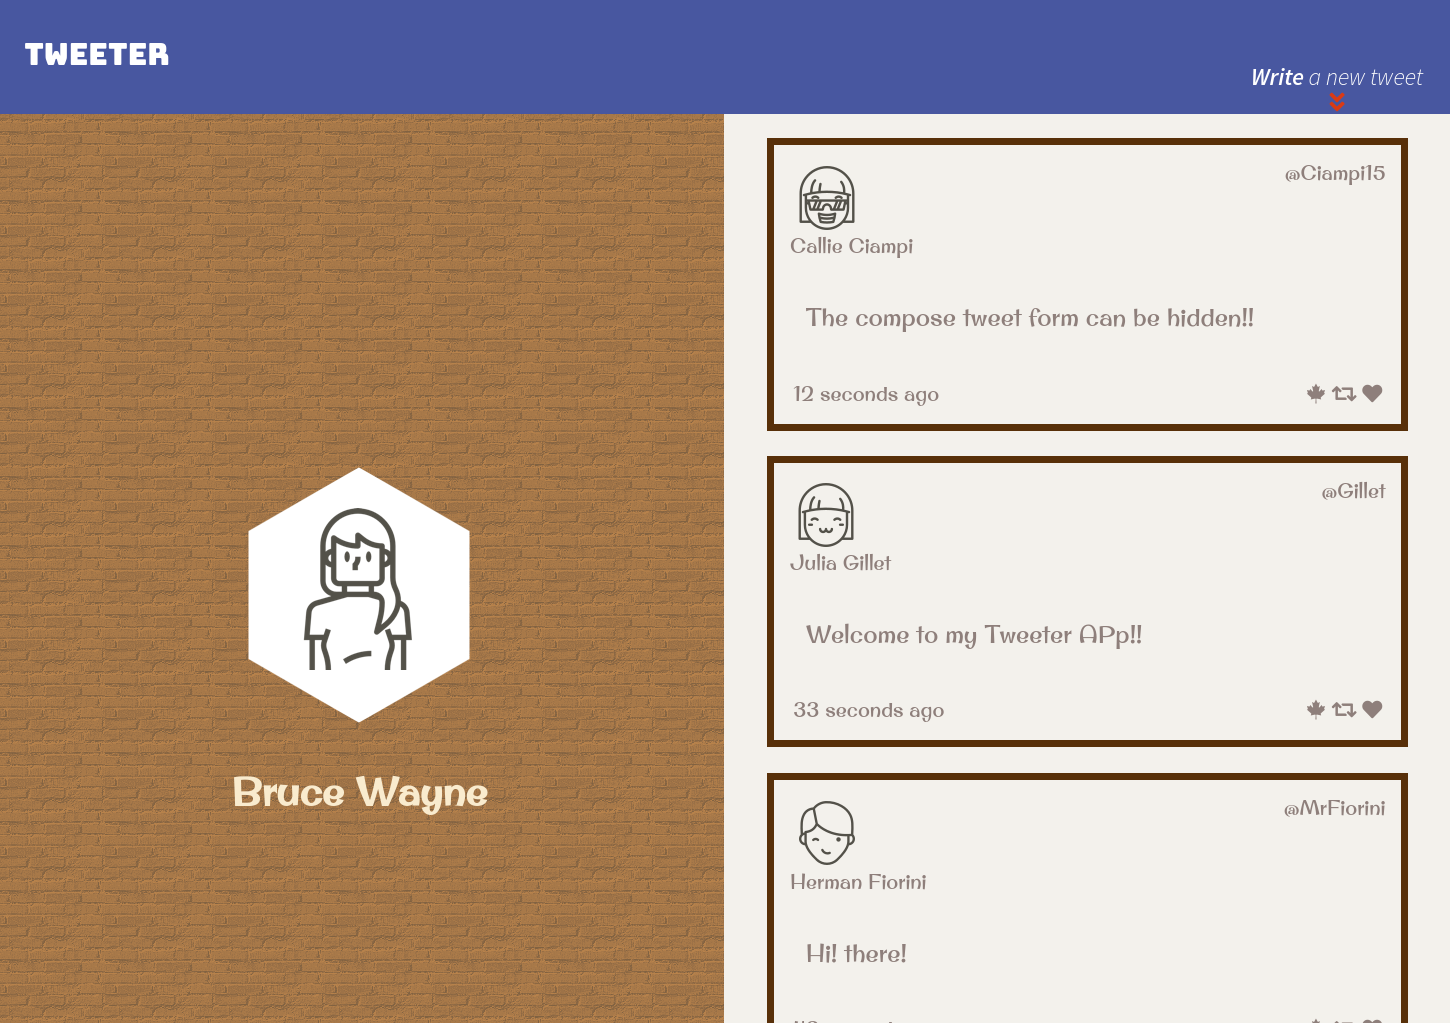 TWEETER
Write a new tweet
Bruce Wayne
@Ciampi15
Callie Ciampi
The compose tweet form can be hidden!!
12 seconds ago
@Gillet
Julia Gillet
Welcome to my Tweeter APp!!
33 seconds ago
@MrFiorini
Herman Fiorini
Hi! there!